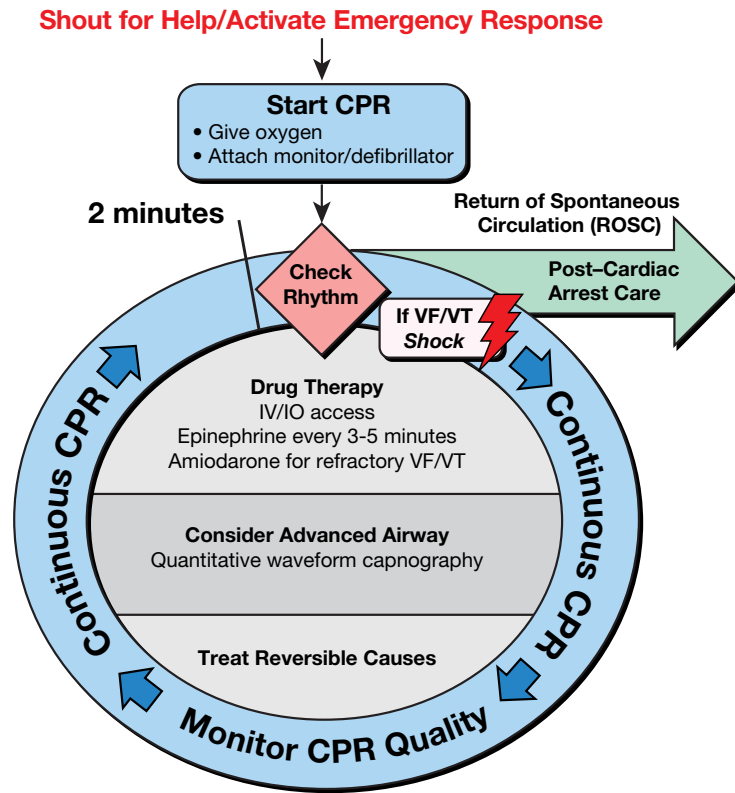 Shout for Help/Activate Emergency Response
Start CPR
• Give oxygen
• Attach monitor/defibrillator
2 minutes
Return of Spontaneous
Circulation (ROSC)
Check
Rhythm
Post–Cardiac
Arrest Care
If VF/VT
Shock
Drug Therapy
IV/IO access
Epinephrine every 3-5 minutes
Amiodarone for refractory VF/VT
Consider Advanced Airway
Quantitative waveform capnography
Treat Reversible Causes
Continuous CPR
Monitor CPR Quality
Continuous CPR